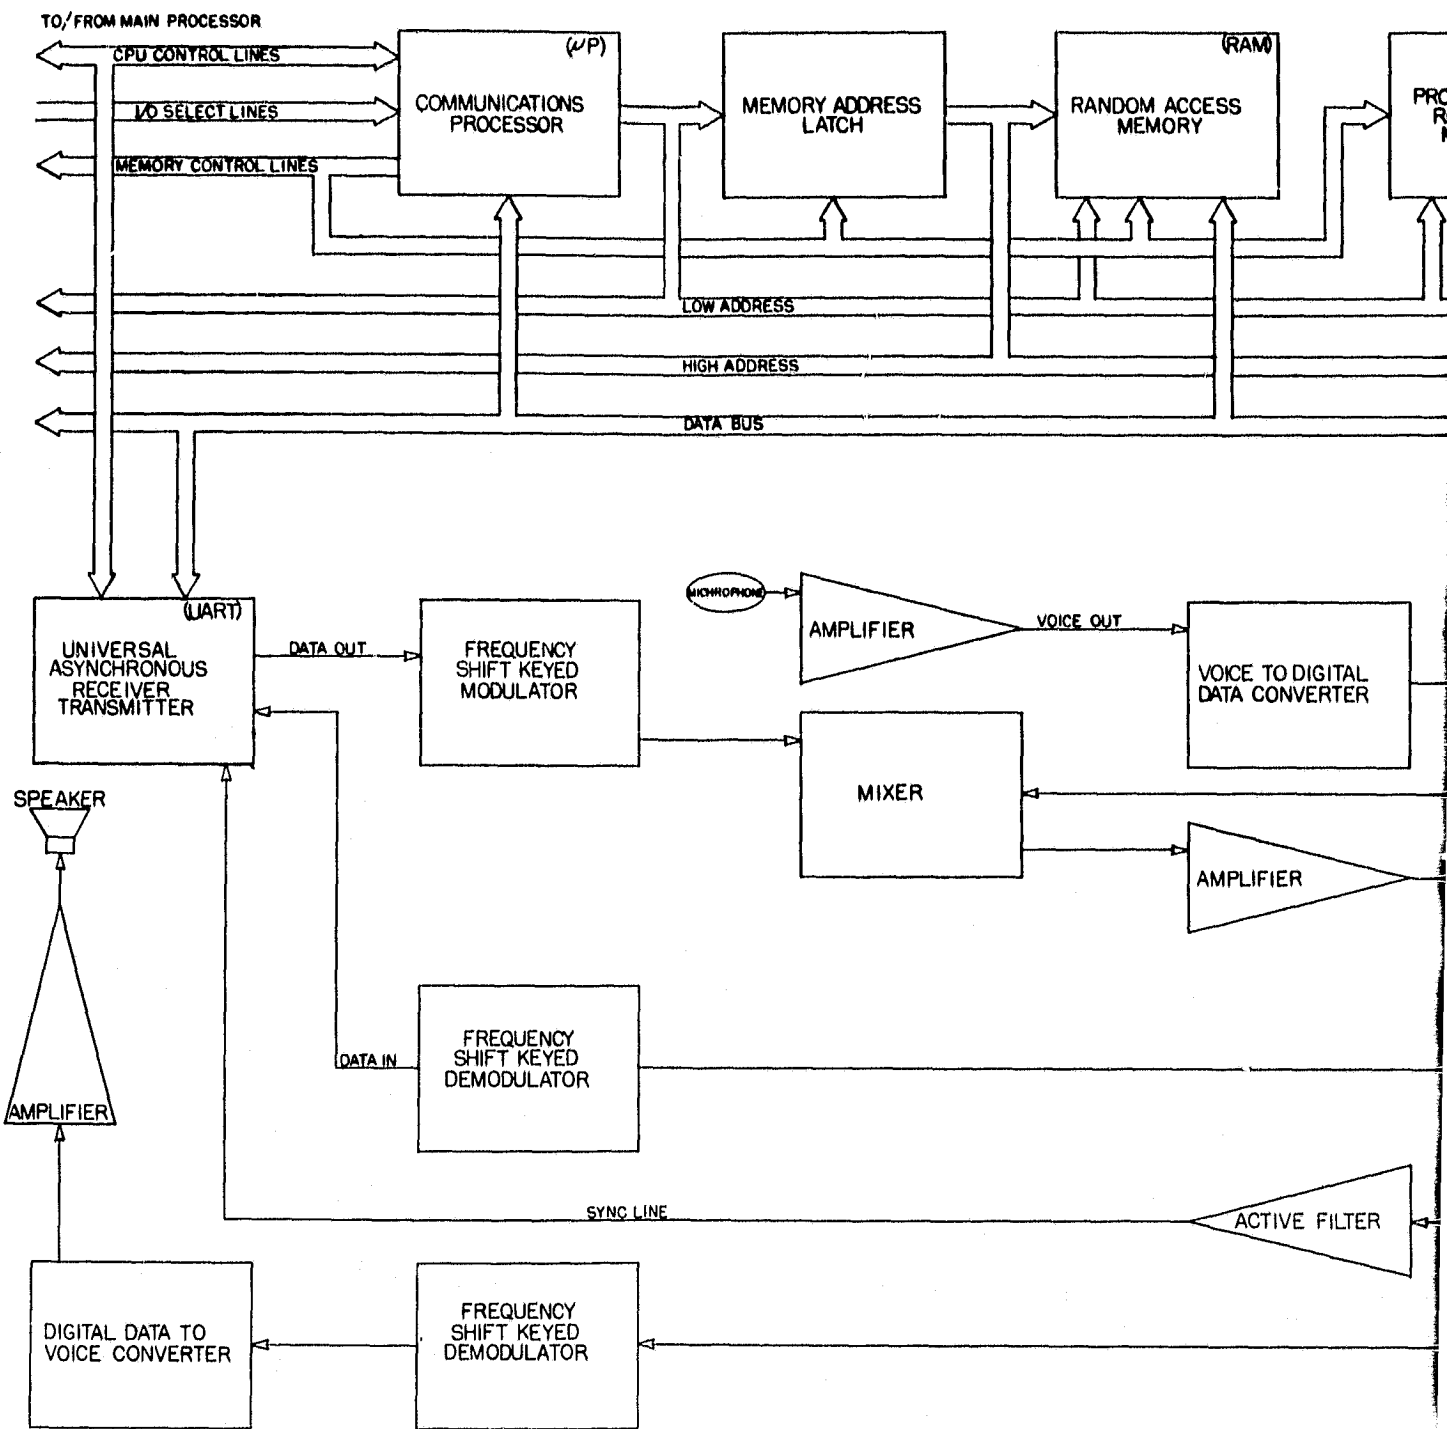 TO/FROM MAIN PROCESSOR
CPU CONTROL LINES
I/O SELECT LINES
MEMORY CONTROL LINES
(μP)
COMMUNICATIONS
PROCESSOR
MEMORY ADDRESS
LATCH
(RAM)
RANDOM ACCESS
MEMORY
PRO
R
M
LOW ADDRESS
HIGH ADDRESS
DATA BUS
(UART)
UNIVERSAL
ASYNCHRONOUS
RECEIVER
TRANSMITTER
DATA OUT
FREQUENCY
SHIFT KEYED
MODULATOR
MICHROPHONE
AMPLIFIER
VOICE OUT
VOICE TO DIGITAL
DATA CONVERTER
MIXER
AMPLIFIER
SPEAKER
AMPLIFIER
DATA IN
FREQUENCY
SHIFT KEYED
DEMODULATOR
SYNC LINE
ACTIVE FILTER
DIGITAL DATA TO
VOICE CONVERTER
FREQUENCY
SHIFT KEYED
DEMODULATOR